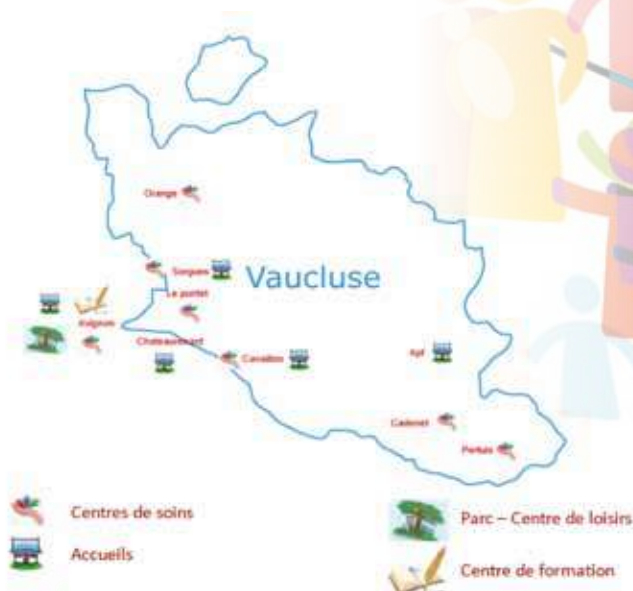 Orange
Sorgues
Vaucluse
Le pontet
Avignon
Chateaurenard
Cavaillon
Apt
Cadenet
Pertuis
Centres de soins
Parc – Centre de loisirs
Accueils
Centre de formation